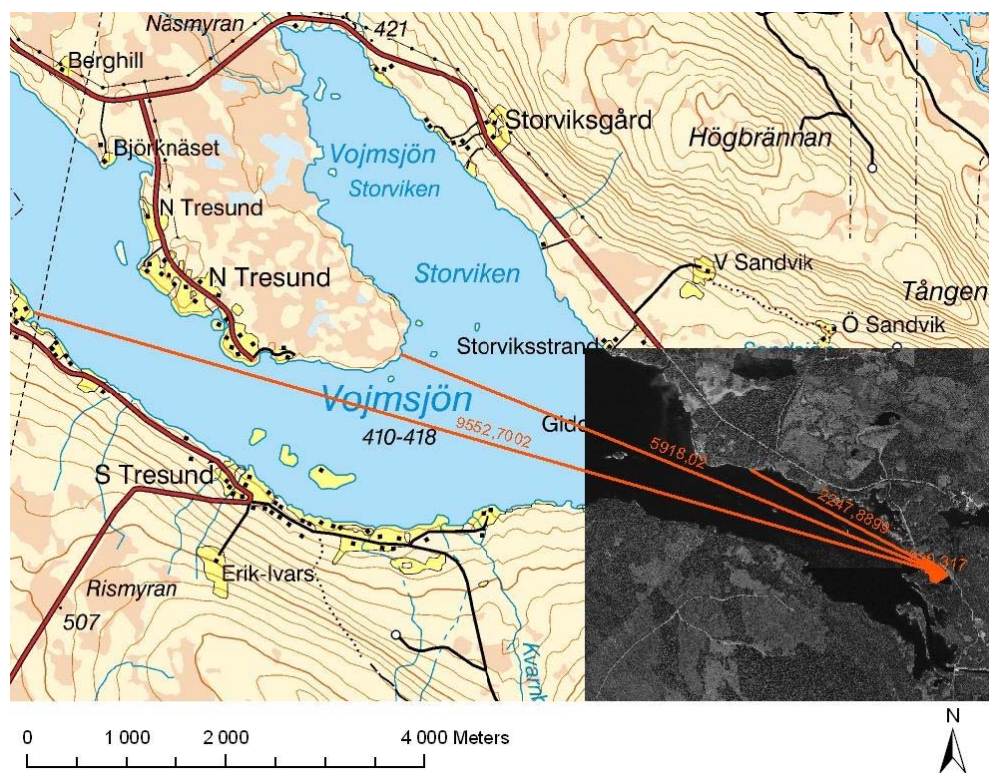 Näsmyran
421
Berghill
Storviksgård
Högbrännan
Björknäset
Vojmsjön
Storviken
N Tresund
Storviken
V Sandvik
N Tresund
Tången
Ö Sandvik
Storviksstrand
Vojmsjön
9552,7002
410-418
5918,02
S Tresund
2247,8899
Erik-Ivars
Rismyran
507
N
0 1 000 2 000 4 000 Meters